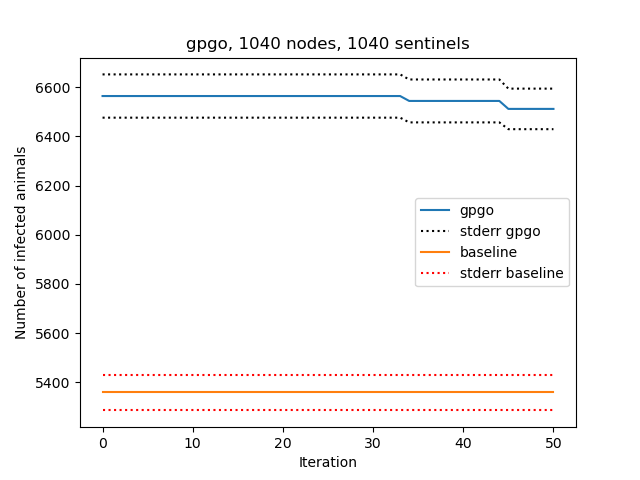 gpgo, 1040 nodes, 1040 sentinels
Number of infected animals
6600
6400
6200
6000
5800
5600
5400
gpgo
stderr gpgo
baseline
stderr baseline
0 10 20 30 40 50
Iteration